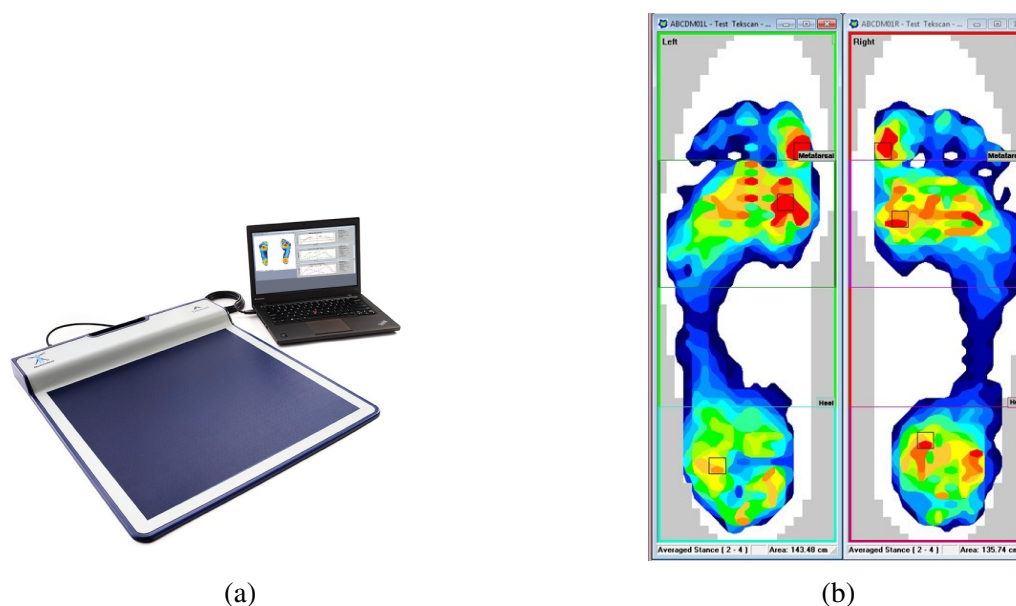 ABCDM01L - Test Tekscan - ...
ABCDM01R - Test Tekscan - ...
Left
Right
Metatarsal
Metatars
Heel
He
Averaged Stance ( 2 - 4 )
Area: 143.48 cm
Averaged Stance ( 2 - 4 )
Area: 135.74 cm
(a)
(b)